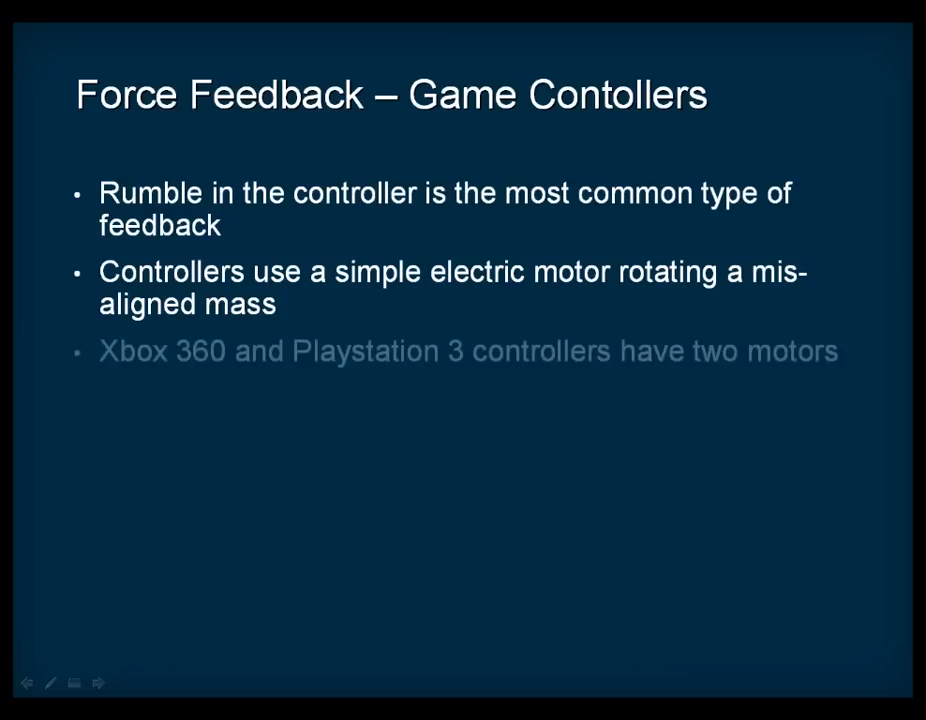 Force Feedback – Game Contollers
• Rumble in the controller is the most common type of
feedback
• Controllers use a simple electric motor rotating a mis-
aligned mass
• Xbox 360 and Playstation 3 controllers have two motors